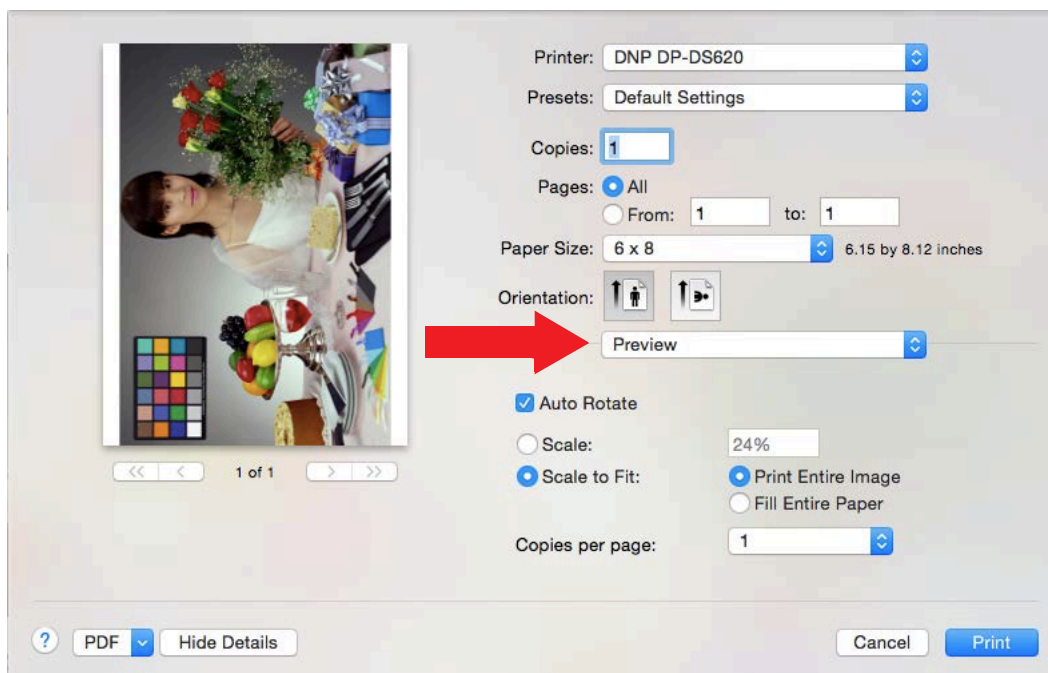 Printer: DNP DP-DS620
Presets: Default Settings
Copies: 1
Pages: All
From: 1 to: 1
Paper Size: 6 x 8 6.15 by 8.12 inches
Orientation:
Preview
Auto Rotate
Scale: 24%
Scale to Fit: Print Entire Image
Fill Entire Paper
Copies per page: 1
<< < 1 of 1 > >>
? PDF Hide Details Cancel Print